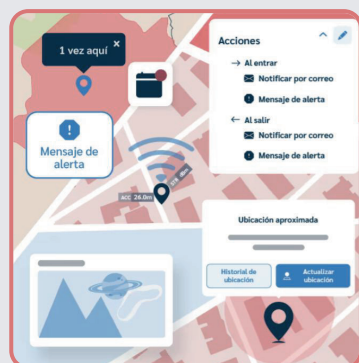 1 vez aquí ×
Acciones
→ Al entrar
Notificar por correo
! Mensaje de alerta
← Al salir
Notificar por correo
! Mensaje de alerta
!
Mensaje de
alerta
ACC 26.0m
Ubicación aproximada
Historial de
ubicación
Actualizar
ubicación